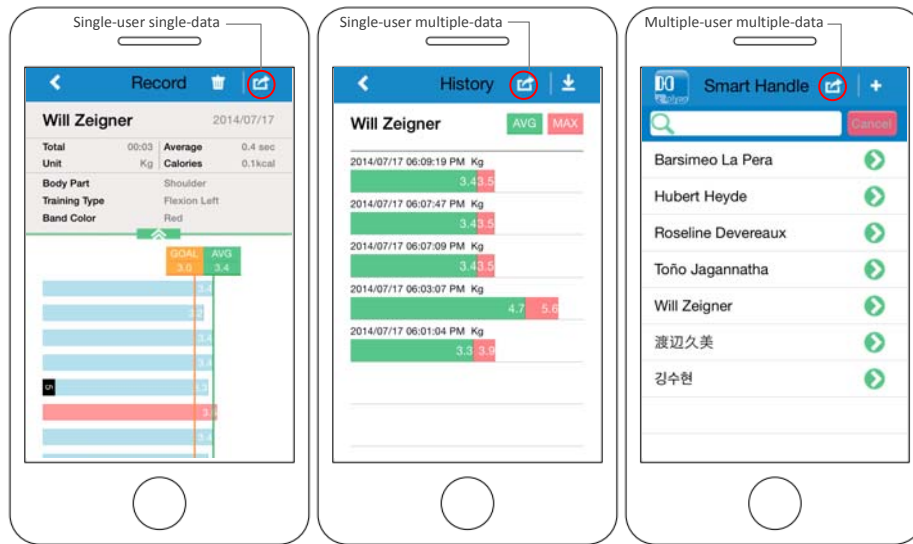 Single-user single-data
Record
Will Zeigner 2014/07/17
Total 00:03 Average 0.4 sec
Unit Kg Calories 0.1kcal
Body Part Shoulder
Training Type Flexion Left
Band Color Red
GOAL AVG
3.0 3.4
3.4
3.2
3.4
3.4
5 3.3
3.4
Single-user multiple-data
History
Will Zeigner AVG MAX
2014/07/17 06:09:19 PM Kg
3.4 3.5
2014/07/17 06:07:47 PM Kg
3.4 3.5
2014/07/17 06:07:09 PM Kg
3.4 3.5
2014/07/17 06:03:07 PM Kg
4.7 5.6
2014/07/17 06:01:04 PM Kg
3.3 3.9
Multiple-user multiple-data
Smart Handle
Cancel
Barsimeo La Pera
Hubert Heyde
Roseline Devereaux
Toño Jagannatha
Will Zeigner
渡辺久美
김수현